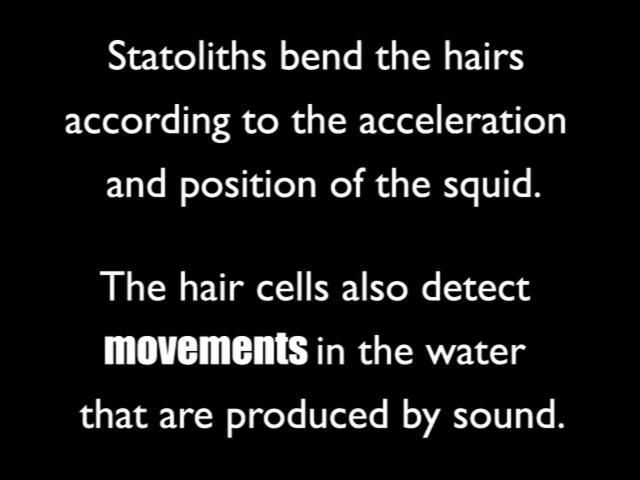 Statoliths bend the hairs
according to the acceleration
and position of the squid.
The hair cells also detect
movements in the water
that are produced by sound.